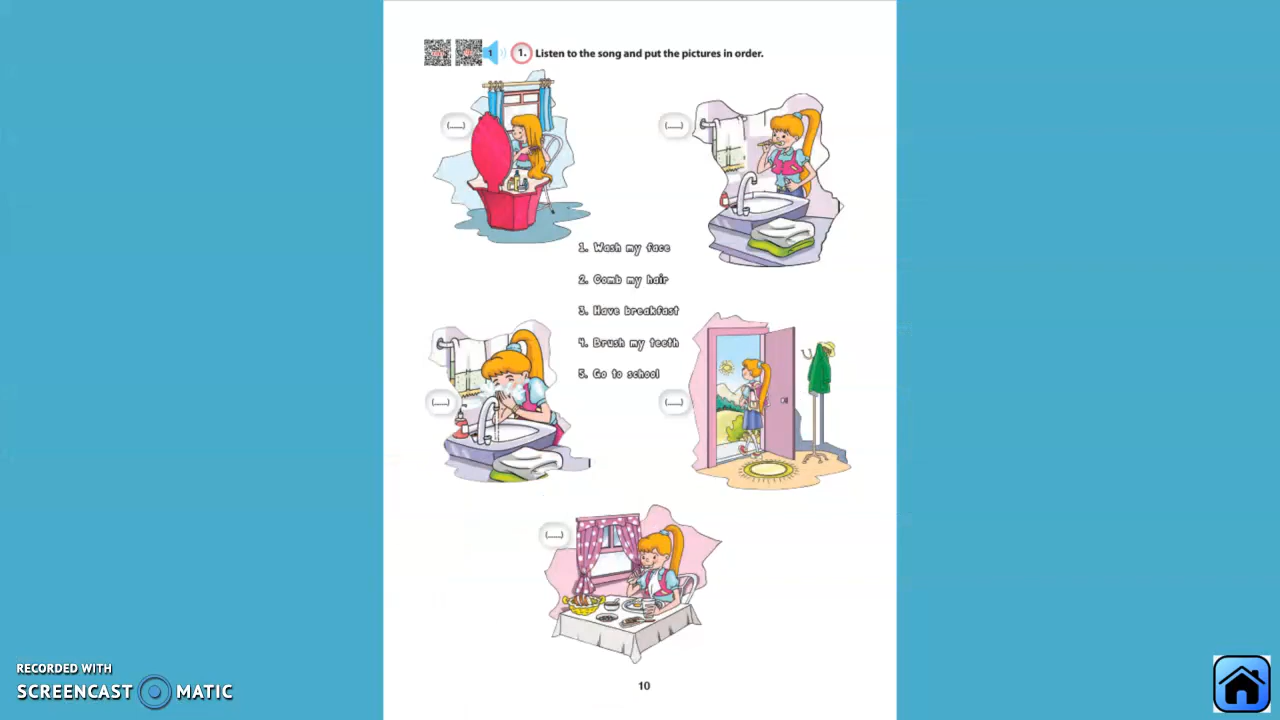 1
1. Listen to the song and put the pictures in order.
(......)
(......)
1. Wash my face
2. Comb my hair
3. Have breakfast
4. Brush my teeth
5. Go to school
(......)
(......)
(......)
10
RECORDED WITH
SCREENCAST MATIC